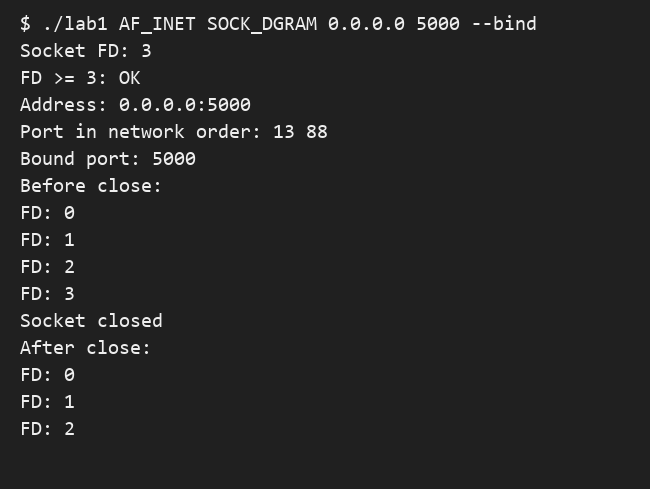 $ ./lab1 AF_INET SOCK_DGRAM 0.0.0.0 5000 --bind
Socket FD: 3
FD >= 3: OK
Address: 0.0.0.0:5000
Port in network order: 13 88
Bound port: 5000
Before close:
FD: 0
FD: 1
FD: 2
FD: 3
Socket closed
After close:
FD: 0
FD: 1
FD: 2